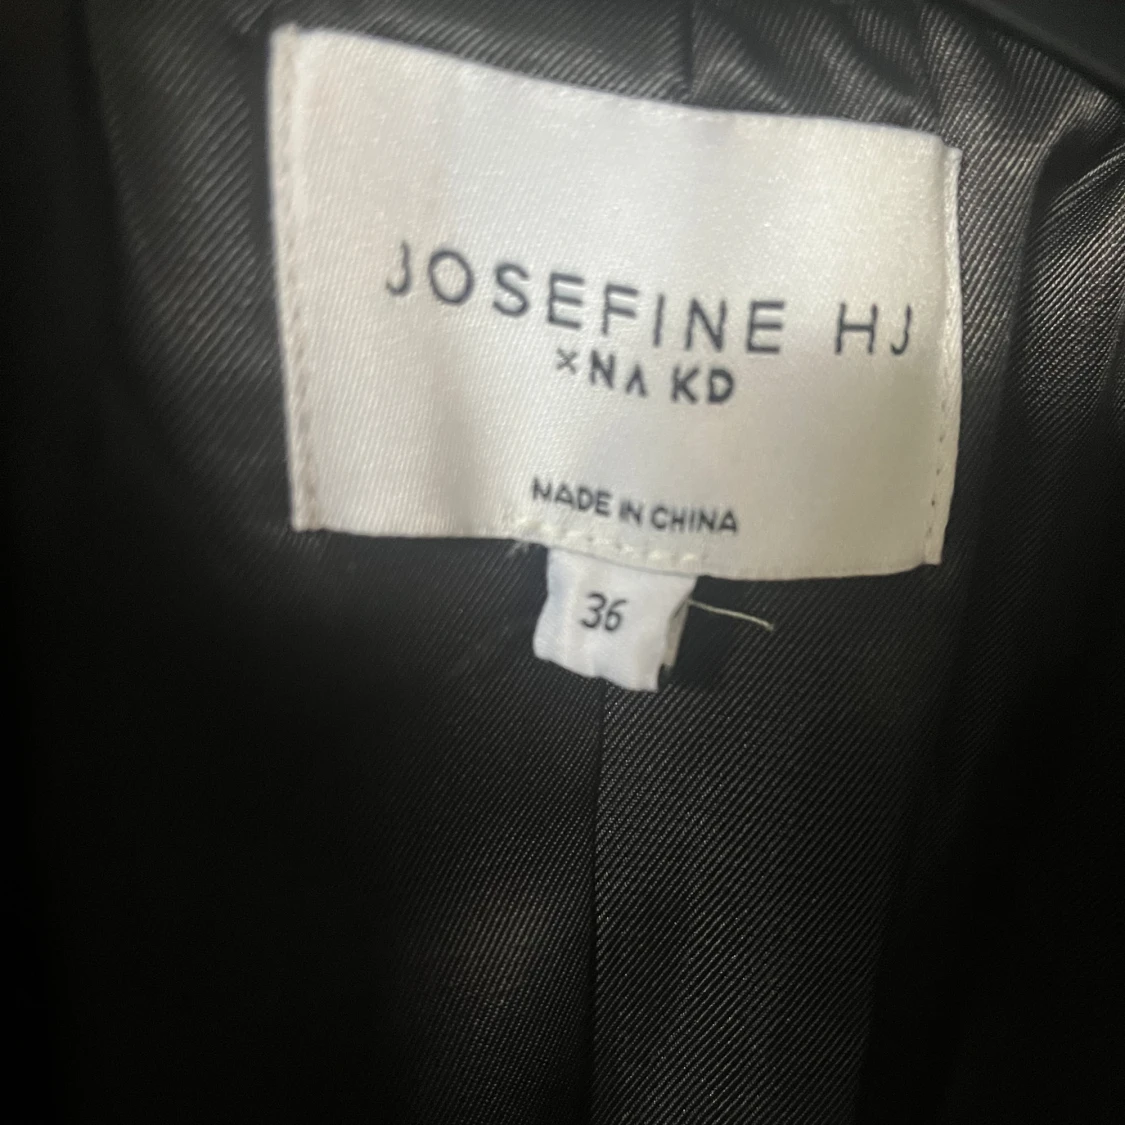 JOSEFINE HJ
×NA KD
MADE IN CHINA
36